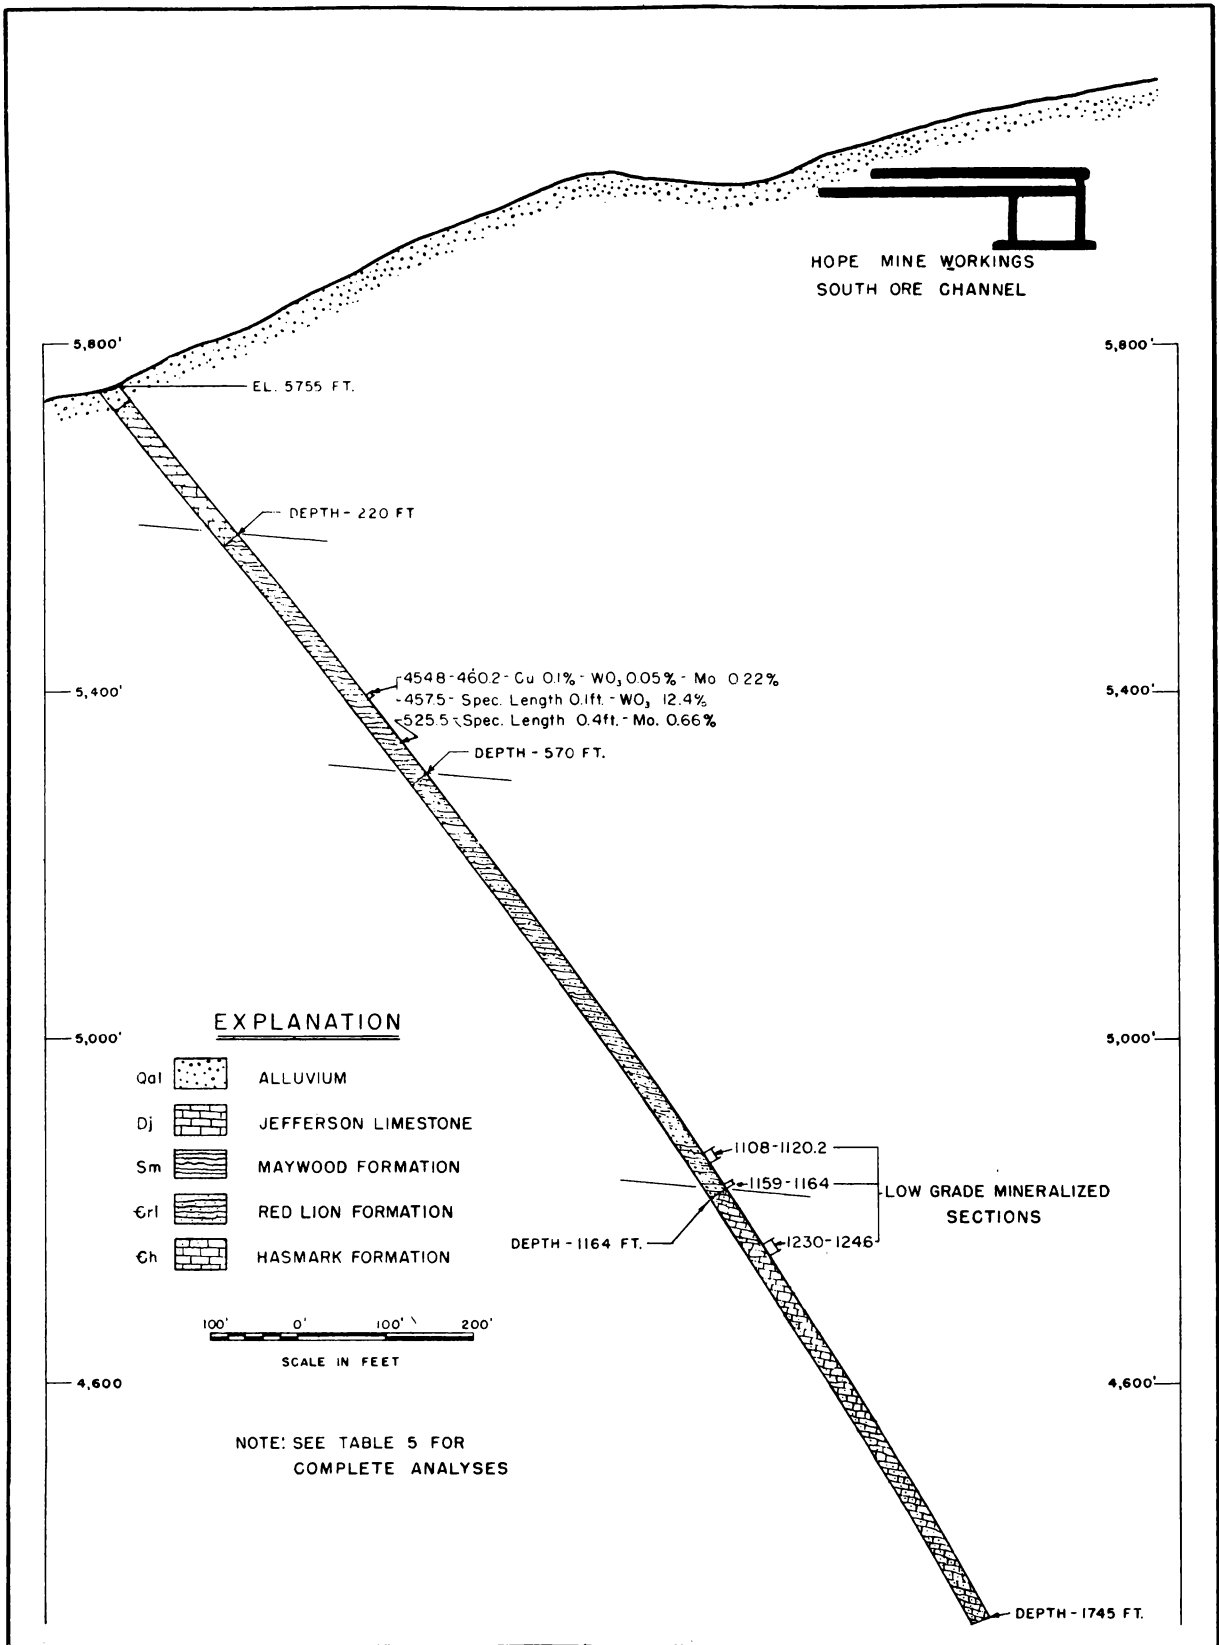 HOPE MINE WORKINGS
SOUTH ORE CHANNEL
5,800'
5,800'
EL. 5755 FT.
DEPTH - 220 FT
454.8-460.2 - Cu 0.1% - WO₃ 0.05% - Mo 0.22%
5,400'
5,400'
457.5 - Spec. Length 0.1ft. - WO₃ 12.4%
525.5 - Spec. Length 0.4ft. - Mo. 0.66%
DEPTH - 570 FT.
EXPLANATION
5,000'
5,000'
Qal ALLUVIUM
Dj JEFFERSON LIMESTONE
Sm MAYWOOD FORMATION
Єrl RED LION FORMATION
Єh HASMARK FORMATION
1108-1120.2
1159-1164
LOW GRADE MINERALIZED
SECTIONS
DEPTH - 1164 FT.
1230-1246
100' 0' 100' 200'
SCALE IN FEET
4,600
4,600'
NOTE: SEE TABLE 5 FOR
COMPLETE ANALYSES
DEPTH - 1745 FT.